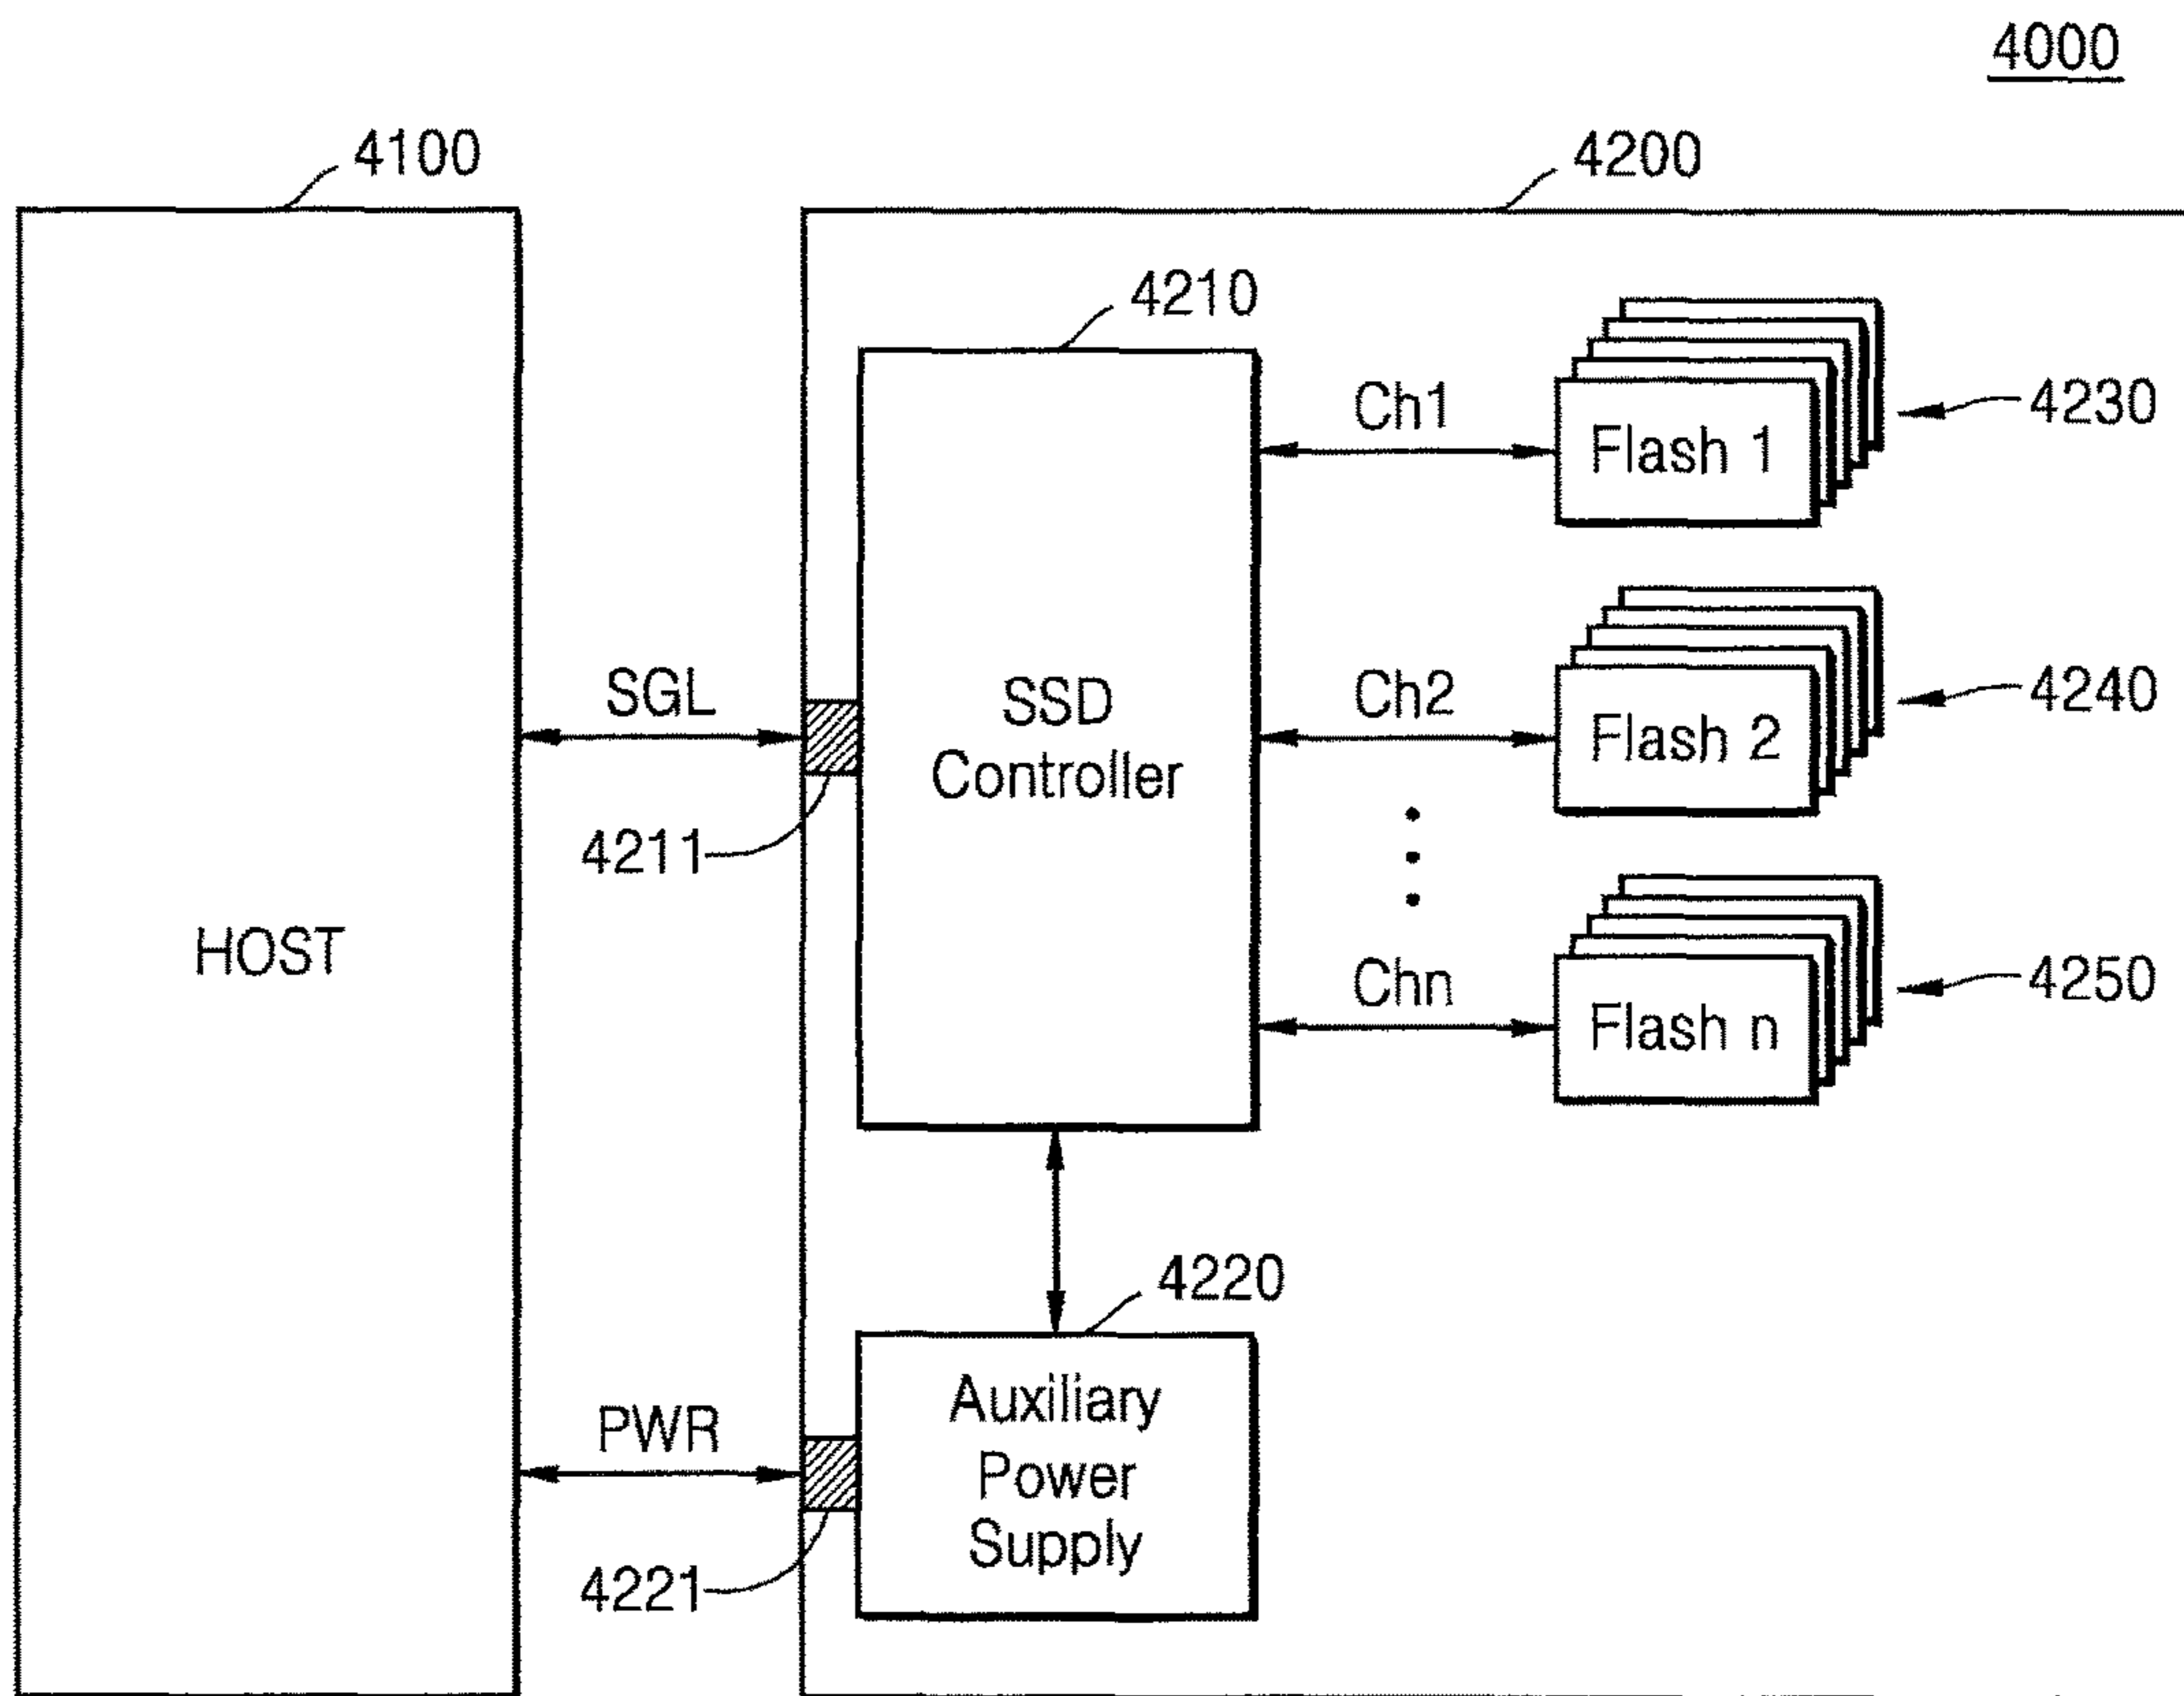 4000
4100
4200
4210
Ch1
Flash 1
4230
SGL
SSD
Controller
Ch2
Flash 2
4240
4211
HOST
Chn
Flash n
4250
4220
PWR
Auxiliary
Power
Supply
4221